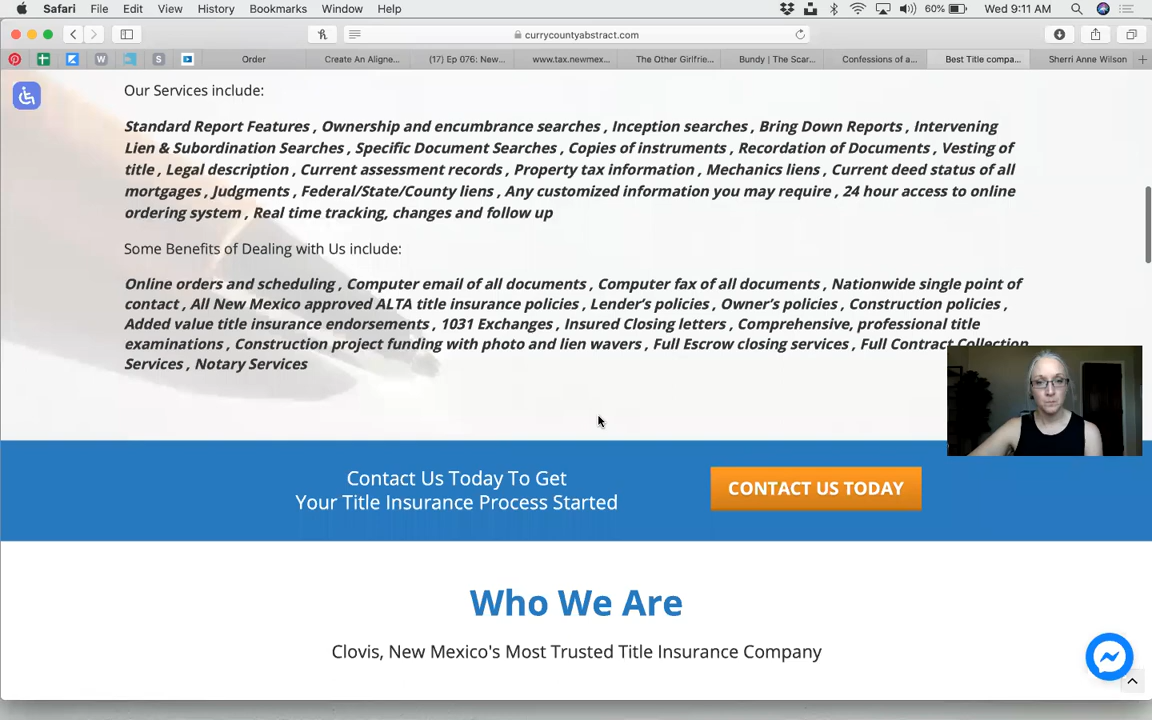 Safari File Edit View History Bookmarks Window Help 60% Wed 9:11 AM
currycountyabstract.com
W S Order Create An Aligne... (17) Ep 076: New... www.tax.newmex... The Other Girlfrie... Bundy | The Scar... Confessions of a... Best Title compa... Sherri Anne Wilson
Our Services include:
Standard Report Features , Ownership and encumbrance searches , Inception searches , Bring Down Reports , Intervening
Lien & Subordination Searches , Specific Document Searches , Copies of instruments , Recordation of Documents , Vesting of
title , Legal description , Current assessment records , Property tax information , Mechanics liens , Current deed status of all
mortgages , Judgments , Federal/State/County liens , Any customized information you may require , 24 hour access to online
ordering system , Real time tracking, changes and follow up
Some Benefits of Dealing with Us include:
Online orders and scheduling , Computer email of all documents , Computer fax of all documents , Nationwide single point of
contact , All New Mexico approved ALTA title insurance policies , Lender's policies , Owner's policies , Construction policies ,
Added value title insurance endorsements , 1031 Exchanges , Insured Closing letters , Comprehensive, professional title
examinations , Construction project funding with photo and lien wavers , Full Escrow closing services , Full Contract Collection
Services , Notary Services
Contact Us Today To Get
Your Title Insurance Process Started
CONTACT US TODAY
Who We Are
Clovis, New Mexico's Most Trusted Title Insurance Company